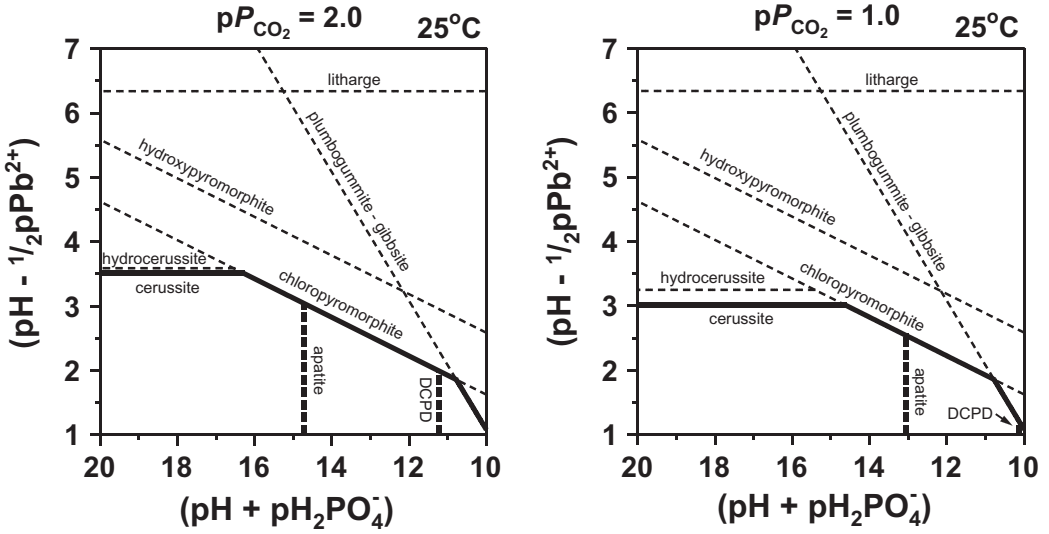 pP_CO₂ = 2.0
25°C
7
6
5
4
3
2
1
(pH - ¹/₂pPb²⁺)
litharge
plumbogummite - gibbsite
hydroxypyromorphite
hydrocerussite
cerussite
chloropyromorphite
apatite
DCPD
20
18
16
14
12
10
(pH + pH₂PO₄⁻)
pP_CO₂ = 1.0
25°C
7
6
5
4
3
2
1
(pH - ¹/₂pPb²⁺)
litharge
plumbogummite - gibbsite
hydroxypyromorphite
hydrocerussite
cerussite
chloropyromorphite
apatite
DCPD
20
18
16
14
12
10
(pH + pH₂PO₄⁻)